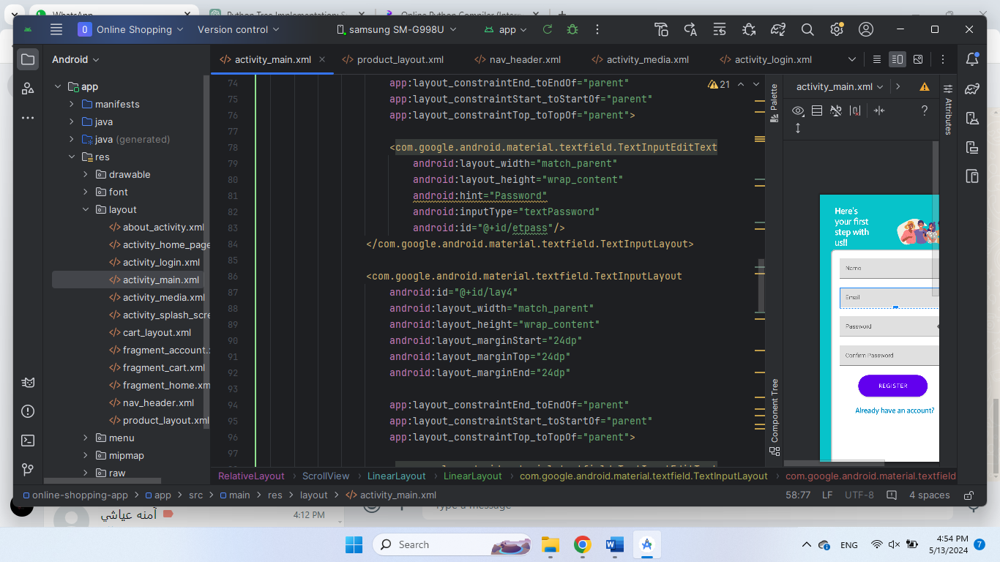 WhatsApp
Online Shopping
Version control
samsung SM-G998U
app
Android
activity_main.xml
product_layout.xml
nav_header.xml
activity_media.xml
activity_login.xml
app
manifests
java
java (generated)
res
drawable
font
layout
about_activity.xml
activity_home_page
activity_login.xml
activity_main.xml
activity_media.xml
activity_splash_scre
cart_layout.xml
fragment_account.
fragment_cart.xml
fragment_home.xm
nav_header.xml
product_layout.xml
menu
mipmap
raw
74 app:layout_constraintEnd_toEndOf="parent"
75 app:layout_constraintStart_toStartOf="parent"
76 app:layout_constraintTop_toTopOf="parent">
77
78 <com.google.android.material.textfield.TextInputEditText
79 android:layout_width="match_parent"
80 android:layout_height="wrap_content"
81 android:hint="Password"
82 android:inputType="textPassword"
83 android:id="@+id/etpass"/>
84 </com.google.android.material.textfield.TextInputLayout>
85
86 <com.google.android.material.textfield.TextInputLayout
87 android:id="@+id/lay4"
88 android:layout_width="match_parent"
89 android:layout_height="wrap_content"
90 android:layout_marginStart="24dp"
91 android:layout_marginTop="24dp"
92 android:layout_marginEnd="24dp"
93
94 app:layout_constraintEnd_toEndOf="parent"
95 app:layout_constraintStart_toStartOf="parent"
96 app:layout_constraintTop_toTopOf="parent">
97
21
Palette
Component Tree
activity_main.xml
Attributes
Here's
your first
step with
us!!
Name
Email
Password
Confirm Password
REGISTER
Already have an account?
RelativeLayout
ScrollView
LinearLayout
LinearLayout
com.google.android.material.textfield.TextInputLayout
com.google.android.material.textfield
online-shopping-app > app > src > main > res > layout > activity_main.xml
58:77
LF
UTF-8
4 spaces
آمنه عياشي
4:12 PM
Type a message
Search
ENG
4:54 PM
5/13/2024
7